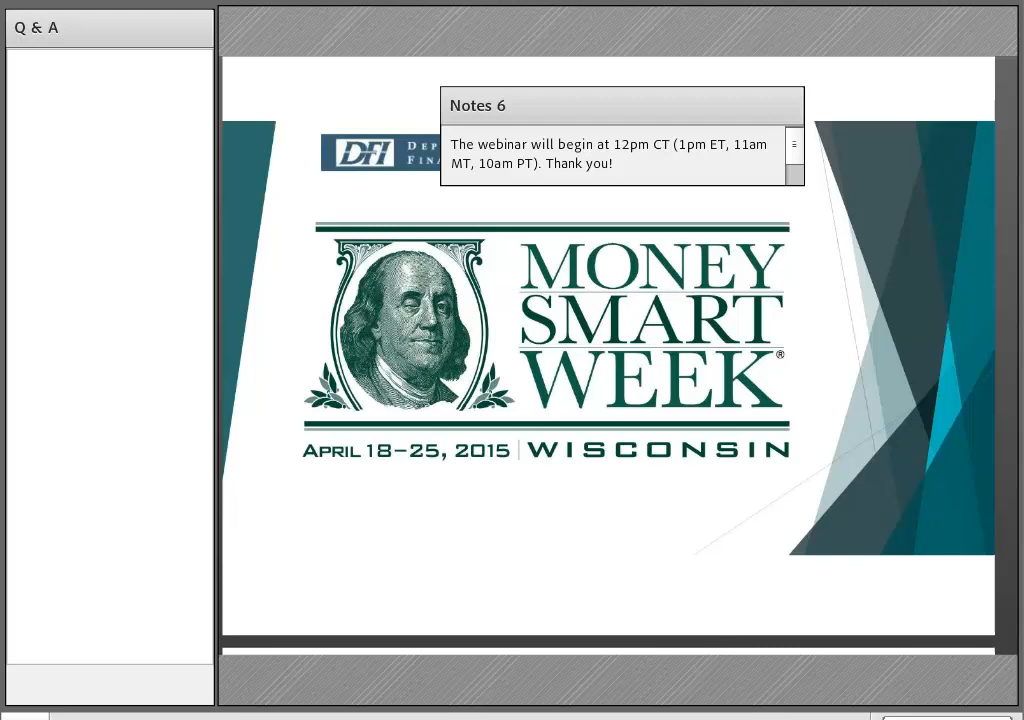 Q & A
Notes 6
The webinar will begin at 12pm CT (1pm ET, 11am
MT, 10am PT). Thank you!
DFI
MONEY
SMART
WEEK®
APRIL 18–25, 2015 | WISCONSIN